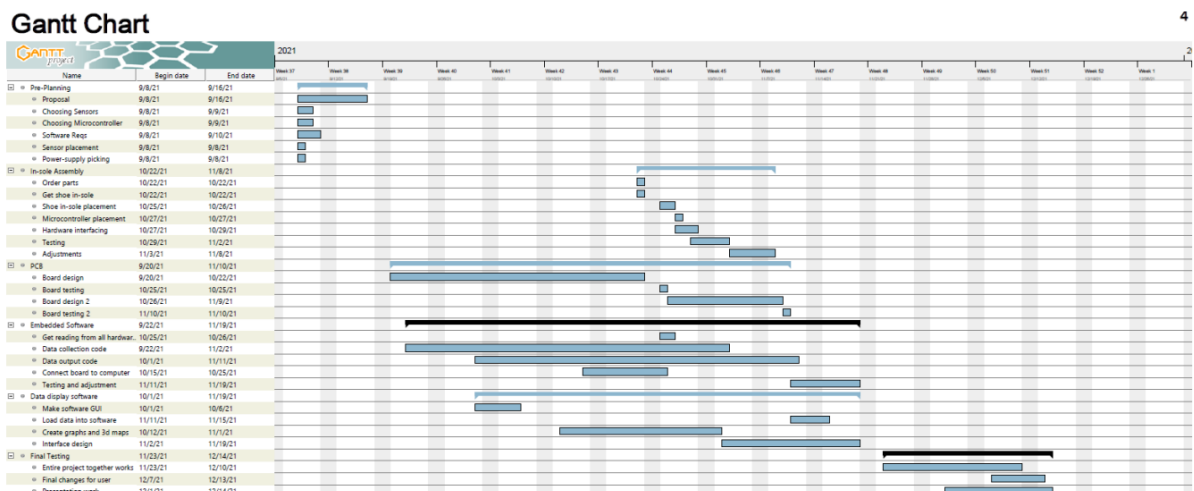 Gantt Chart
4
GANTT project
2021
Name Begin date End date
Week 37 Week 38 Week 39 Week 40 Week 41 Week 42 Week 43 Week 44 Week 45 Week 46 Week 47 Week 48 Week 49 Week 50 Week 51 Week 52 Week 1
Pre-Planning 9/8/21 9/16/21
Proposal 9/8/21 9/16/21
Choosing Sensors 9/8/21 9/9/21
Choosing Microcontroller 9/8/21 9/9/21
Software Reqs 9/8/21 9/10/21
Sensor placement 9/8/21 9/8/21
Power-supply picking 9/8/21 9/8/21
In-sole Assembly 10/22/21 11/8/21
Order parts 10/22/21 10/22/21
Get shoe in-sole 10/22/21 10/22/21
Shoe in-sole placement 10/25/21 10/26/21
Microcontroller placement 10/27/21 10/27/21
Hardware interfacing 10/27/21 10/29/21
Testing 10/29/21 11/2/21
Adjustments 11/3/21 11/8/21
PCB 9/20/21 11/10/21
Board design 9/20/21 10/22/21
Board testing 10/25/21 10/25/21
Board design 2 10/26/21 11/9/21
Board testing 2 11/10/21 11/10/21
Embedded Software 9/22/21 11/19/21
Get reading from all hardwar... 10/25/21 10/26/21
Data collection code 9/22/21 11/2/21
Data output code 10/1/21 11/11/21
Connect board to computer 10/15/21 10/25/21
Testing and adjustment 11/11/21 11/19/21
Data display software 10/1/21 11/19/21
Make software GUI 10/1/21 10/6/21
Load data into software 11/11/21 11/15/21
Create graphs and 3d maps 10/12/21 11/1/21
Interface design 11/2/21 11/19/21
Final Testing 11/23/21 12/14/21
Entire project together works 11/23/21 12/10/21
Final changes for user 12/7/21 12/13/21